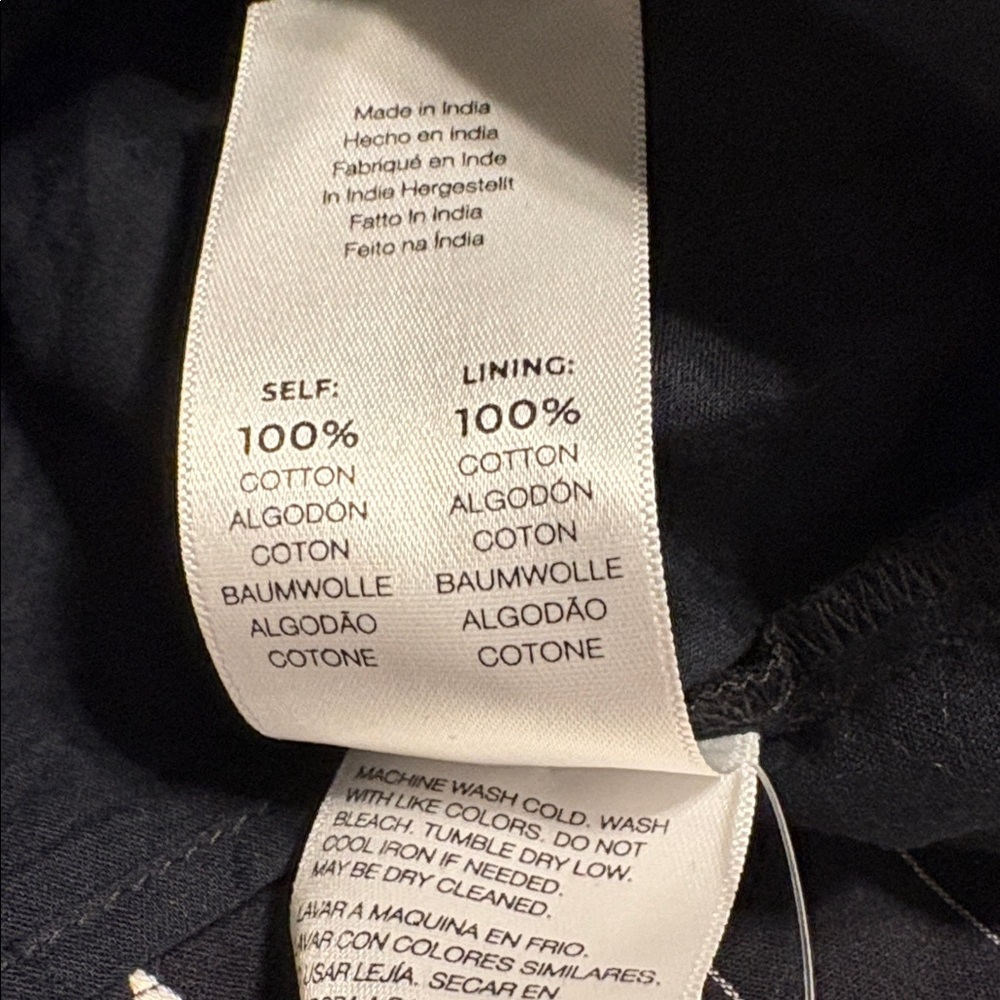 Made in India
Hecho en India
Fabriqué en Inde
In Indie Hergestellt
Fatto In India
Feito na Índia
SELF:
100%
COTTON
ALGODÓN
COTON
BAUMWOLLE
ALGODÃO
COTONE
LINING:
100%
COTTON
ALGODÓN
COTON
BAUMWOLLE
ALGODÃO
COTONE
MACHINE WASH COLD. WASH
WITH LIKE COLORS. DO NOT
BLEACH. TUMBLE DRY LOW.
COOL IRON IF NEEDED.
MAY BE DRY CLEANED.
LAVAR A MAQUINA EN FRIO.
CON COLORES SIMILARES.
USAR LEJÍA. SECAR EN